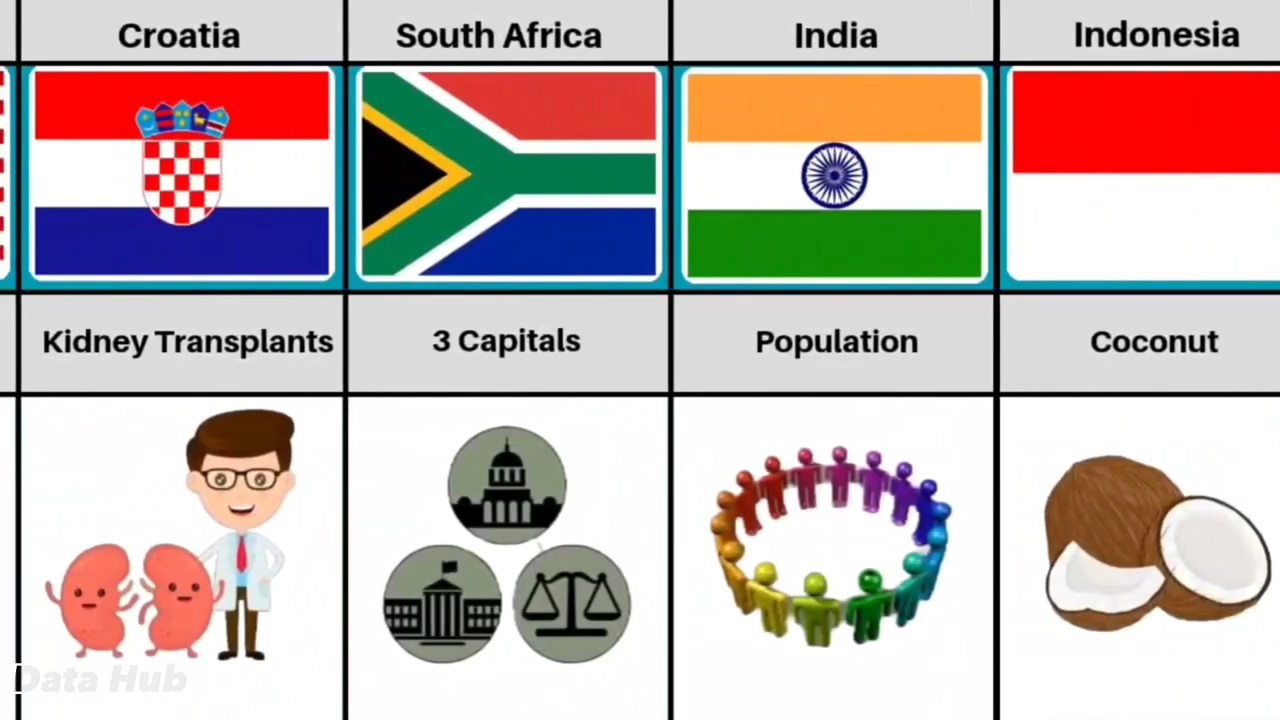 Croatia
South Africa
India
Indonesia
Kidney Transplants
3 Capitals
Population
Coconut
Data Hub